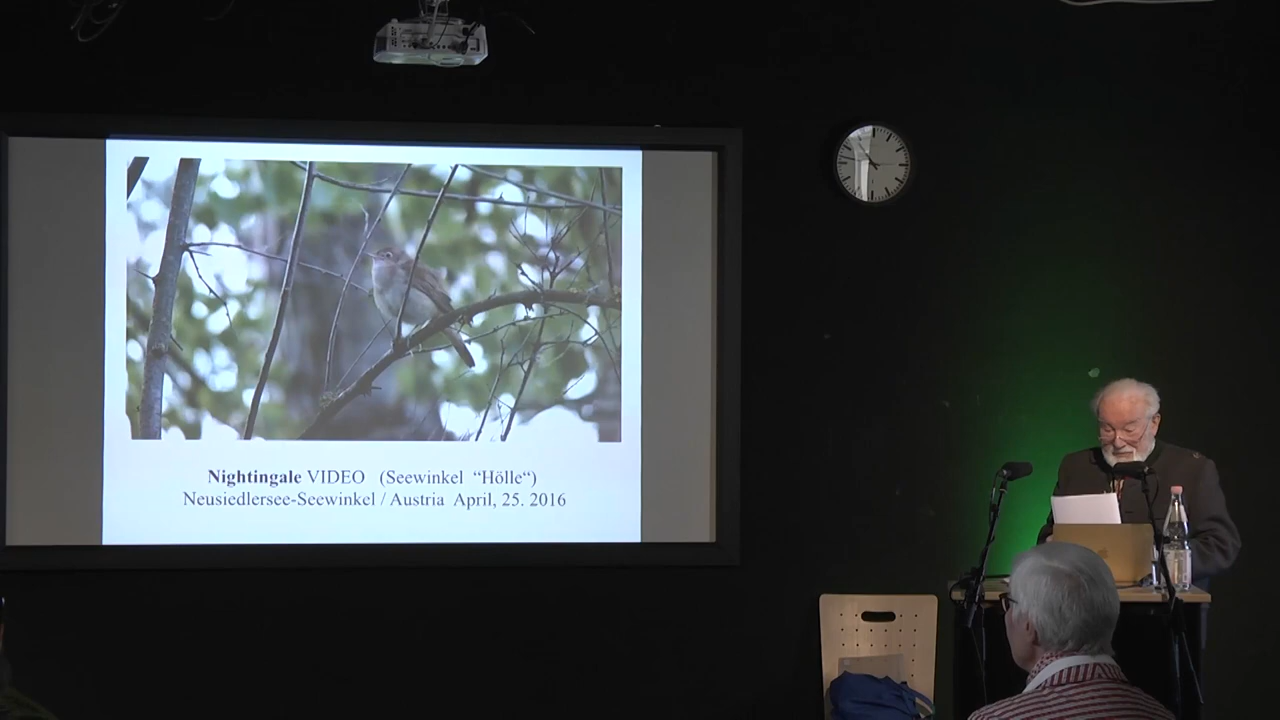 Nightingale VIDEO (Seewinkel “Hölle“)
Neusiedlersee-Seewinkel / Austria April, 25. 2016